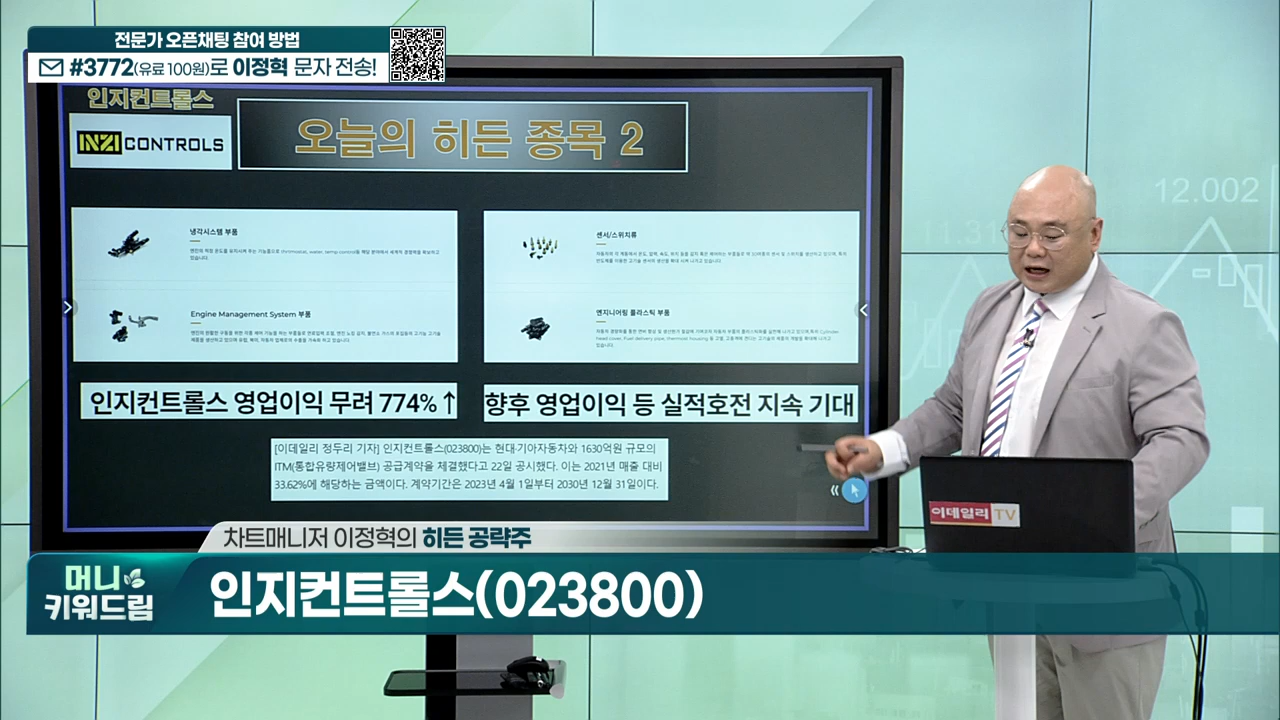 전문가 오픈채팅 참여 방법
#3772(유료 100원)로 이정혁 문자 전송!
인지컨트롤스
INZI CONTROLS
오늘의 히든 종목 2
냉각시스템 부품
센서/스위치류
Engine Management System 부품
엔지니어링 플라스틱 부품
인지컨트롤스 영업이익 무려 774% ↑
향후 영업이익 등 실적호전 지속 기대
[이데일리 정두리 기자] 인지컨트롤스(023800)는 현대·기아자동차와 1630억원 규모의
ITM(통합유량제어밸브) 공급계약을 체결했다고 22일 공시했다. 이는 2021년 매출 대비
33.62%에 해당하는 금액이다. 계약기간은 2023년 4월 1일부터 2030년 12월 31일이다.
12.002
이데일리TV
차트매니저 이정혁의 히든 공략주
머니
키워드림
인지컨트롤스(023800)